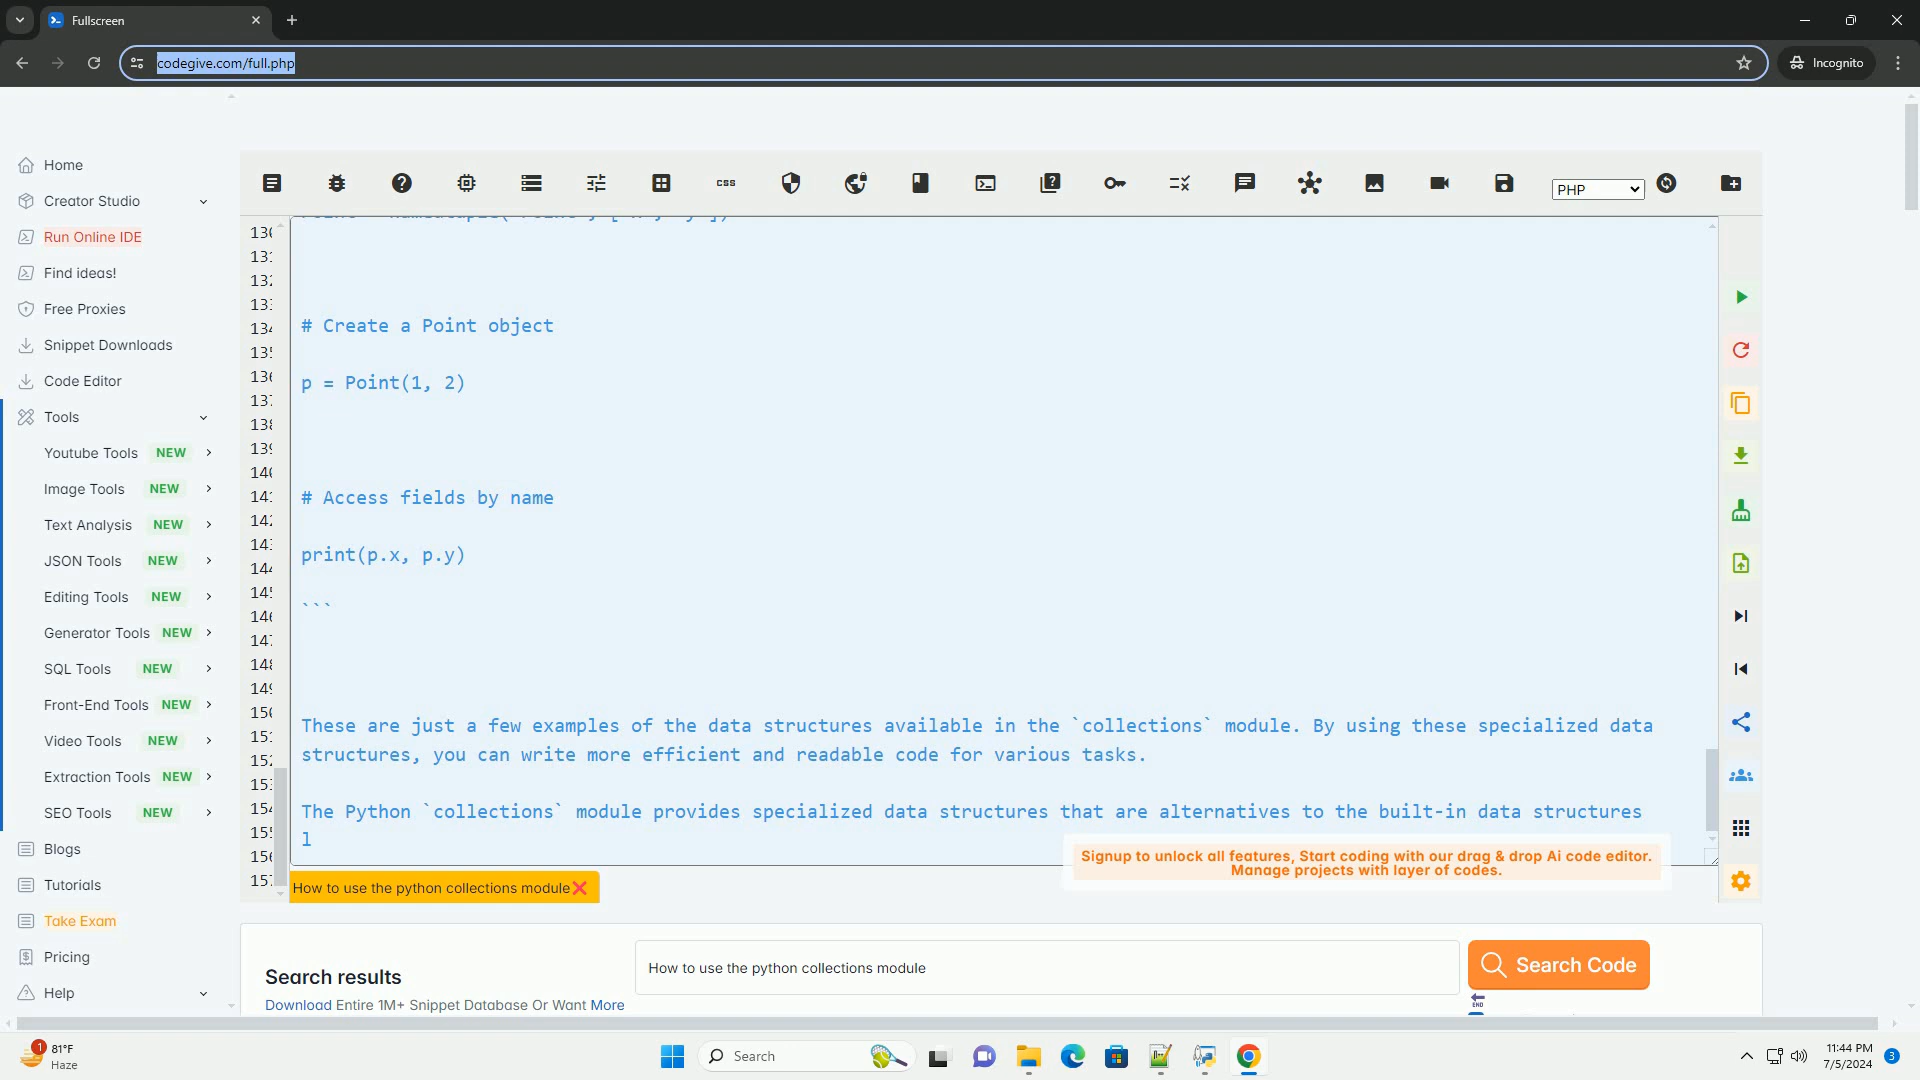 Fullscreen
codegive.com/full.php
Incognito
Home
Creator Studio
Run Online IDE
Find ideas!
Free Proxies
Snippet Downloads
Code Editor
Tools
Youtube Tools NEW
Image Tools NEW
Text Analysis NEW
JSON Tools NEW
Editing Tools NEW
Generator Tools NEW
SQL Tools NEW
Front-End Tools NEW
Video Tools NEW
Extraction Tools NEW
SEO Tools NEW
Blogs
Tutorials
Take Exam
Pricing
Help
css
PHP
# Create a Point object
p = Point(1, 2)
# Access fields by name
print(p.x, p.y)
```
These are just a few examples of the data structures available in the `collections` module. By using these specialized data
structures, you can write more efficient and readable code for various tasks.
The Python `collections` module provides specialized data structures that are alternatives to the built-in data structures
l
Signup to unlock all features, Start coding with our drag & drop Ai code editor.
Manage projects with layer of codes.
How to use the python collections module
Search results
Download Entire 1M+ Snippet Database Or Want More
How to use the python collections module
Search Code
END
1
81°F
Haze
Search
11:44 PM
7/5/2024
3